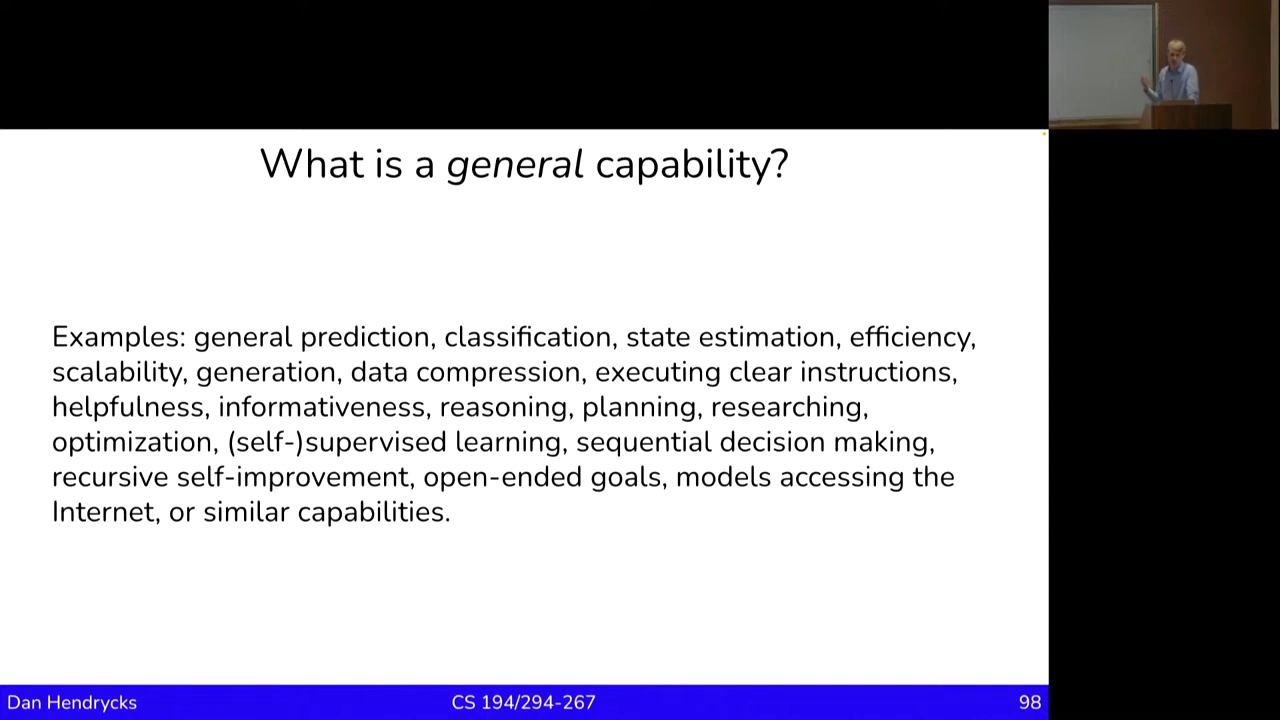 What is a general capability?
Examples: general prediction, classification, state estimation, efficiency,
scalability, generation, data compression, executing clear instructions,
helpfulness, informativeness, reasoning, planning, researching,
optimization, (self-)supervised learning, sequential decision making,
recursive self-improvement, open-ended goals, models accessing the
Internet, or similar capabilities.
Dan Hendrycks
CS 194/294-267
98